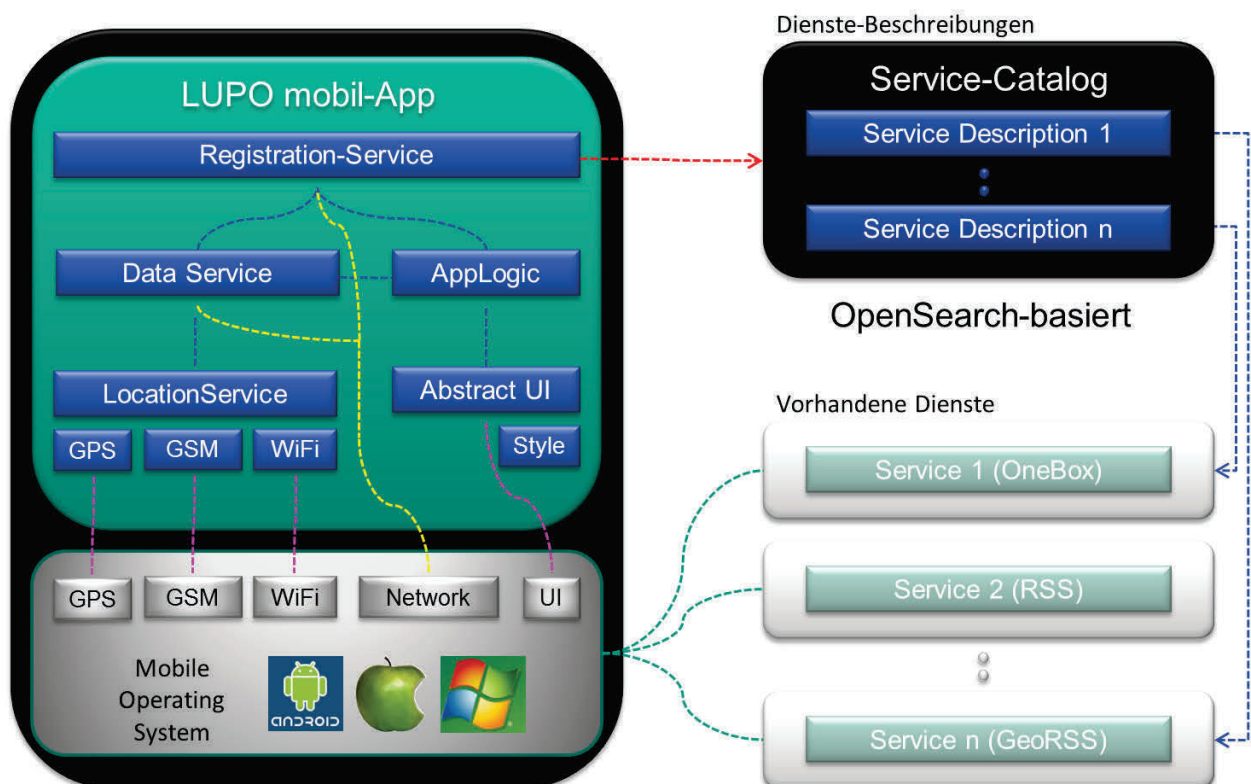 Dienste-Beschreibungen
LUPO mobil-App
Service-Catalog
Registration-Service
Service Description 1
Service Description n
Data Service
AppLogic
OpenSearch-basiert
LocationService
Abstract UI
Vorhandene Dienste
GPS
GSM
WiFi
Style
Service 1 (OneBox)
GPS
GSM
WiFi
Network
UI
Service 2 (RSS)
Mobile
Operating
System
ANDROID
Service n (GeoRSS)